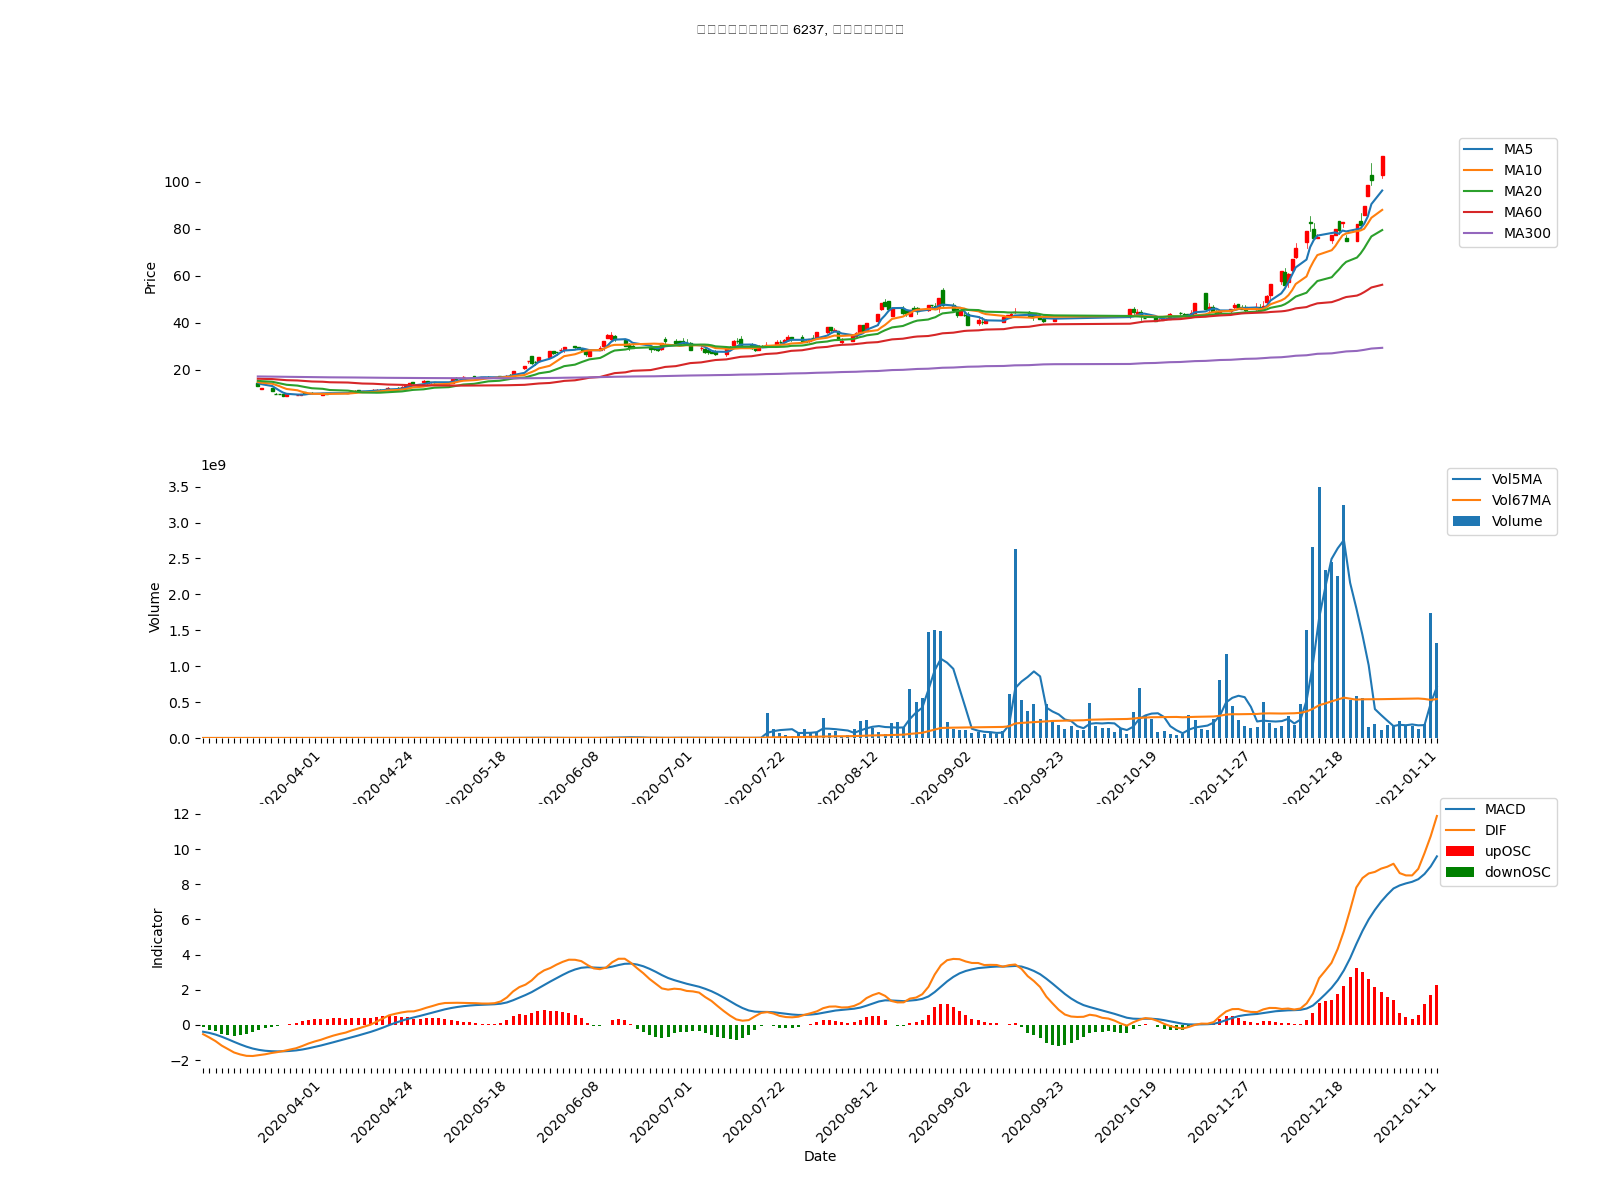 6237,
MA5
MA10
MA20
MA60
MA300
Price
100
80
60
40
20
1e9
Vol5MA
Vol67MA
Volume
Volume
3.5
3.0
2.5
2.0
1.5
1.0
0.5
0.0
2020-04-01 2020-04-24 2020-05-18 2020-06-08 2020-07-01 2020-07-22 2020-08-12 2020-09-02 2020-09-23 2020-10-19 2020-11-27 2020-12-18 2021-01-11
MACD
DIF
upOSC
downOSC
Indicator
12
10
8
6
4
2
0
−2
2020-04-01 2020-04-24 2020-05-18 2020-06-08 2020-07-01 2020-07-22 2020-08-12 2020-09-02 2020-09-23 2020-10-19 2020-11-27 2020-12-18 2021-01-11
Date